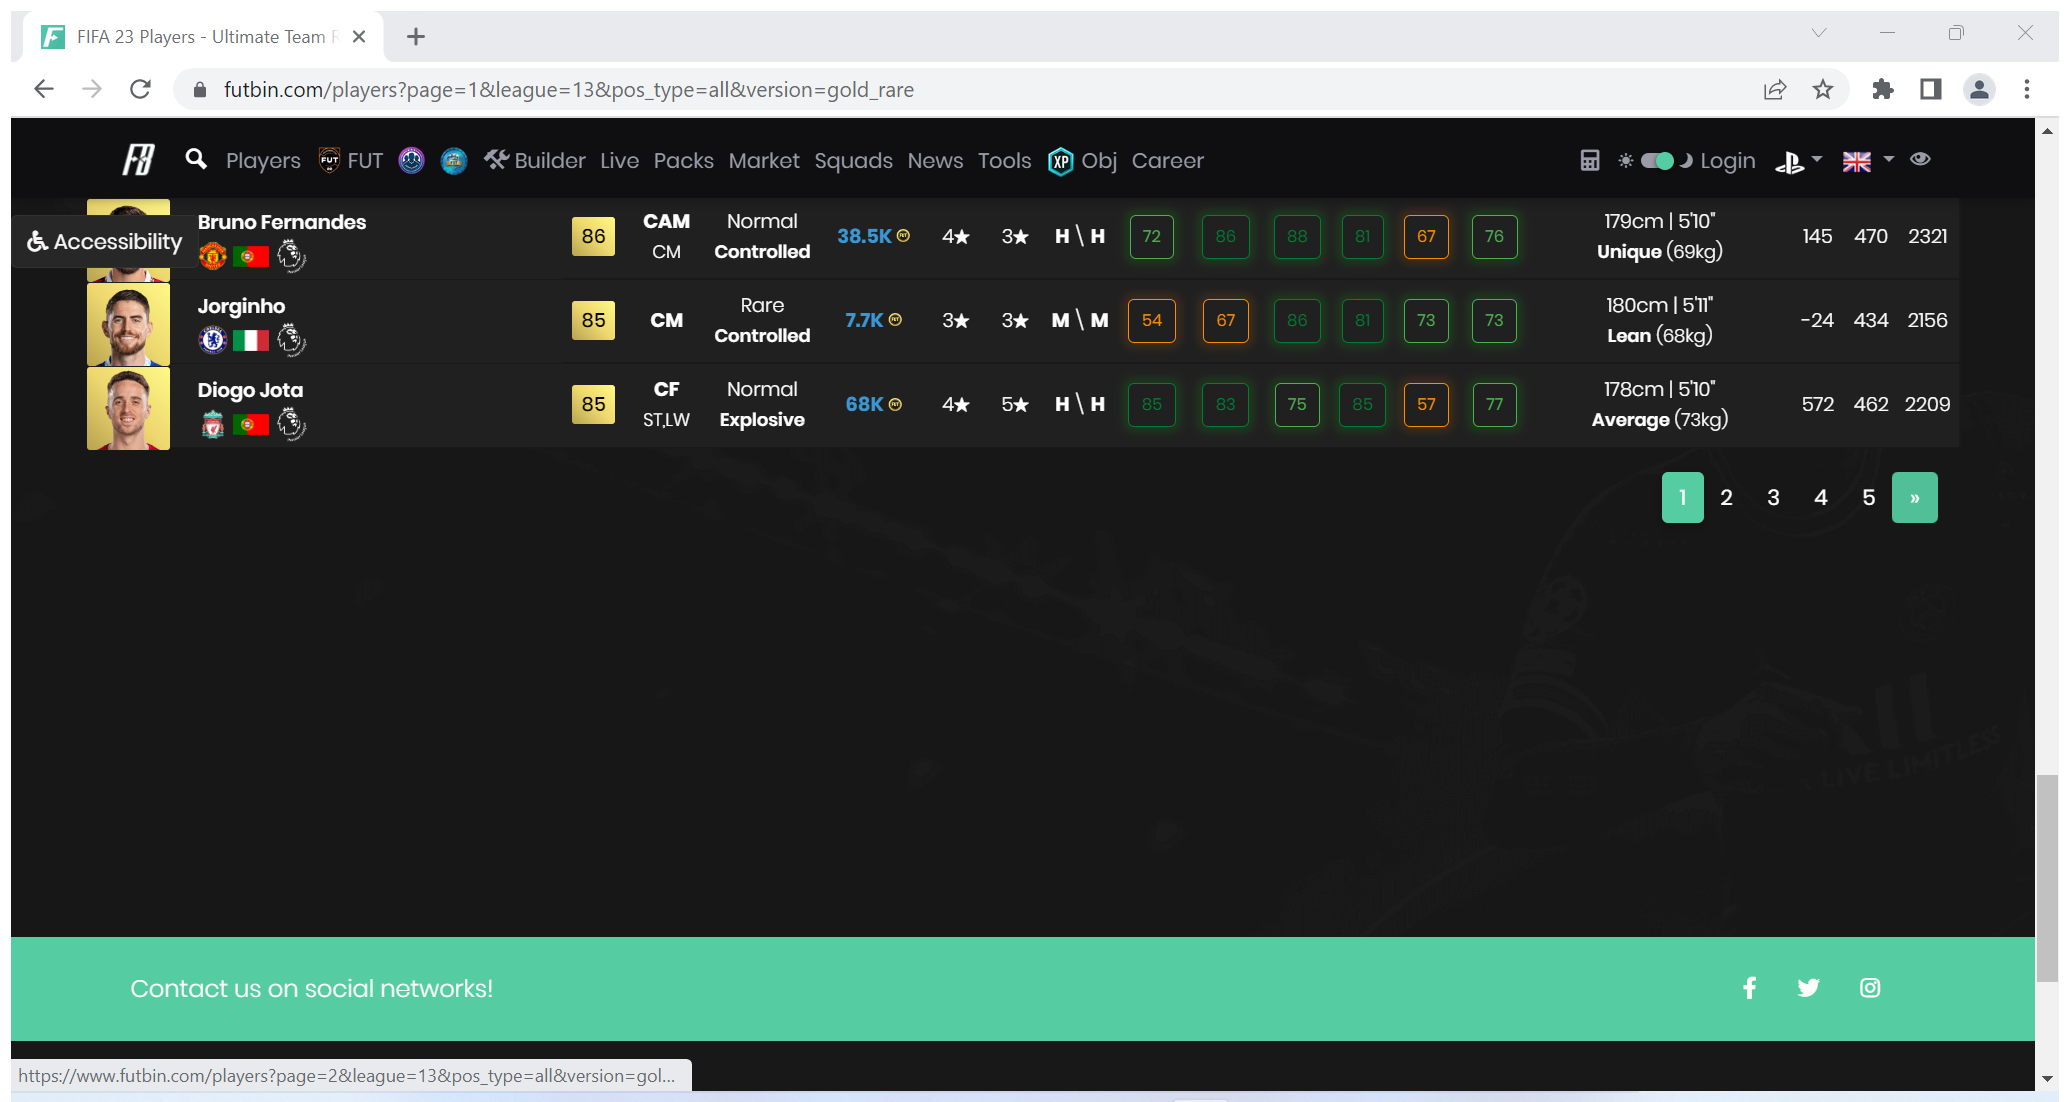 FIFA 23 Players - Ultimate Team
futbin.com/players?page=1&league=13&pos_type=all&version=gold_rare
Players FUT Builder Live Packs Market Squads News Tools XP Obj Career Login
Accessibility
Bruno Fernandes 86 CAM CM Normal Controlled 38.5K 4★ 3★ H \ H 72 86 88 81 67 76 179cm | 5'10" Unique (69kg) 145 470 2321
Jorginho 85 CM Rare Controlled 7.7K 3★ 3★ M \ M 54 67 86 81 73 73 180cm | 5'11" Lean (68kg) -24 434 2156
Diogo Jota 85 CF ST,LW Normal Explosive 68K 4★ 5★ H \ H 85 83 75 85 57 77 178cm | 5'10" Average (73kg) 572 462 2209
1 2 3 4 5 »
LIVE LIMITLESS
Contact us on social networks!
https://www.futbin.com/players?page=2&league=13&pos_type=all&version=gol...